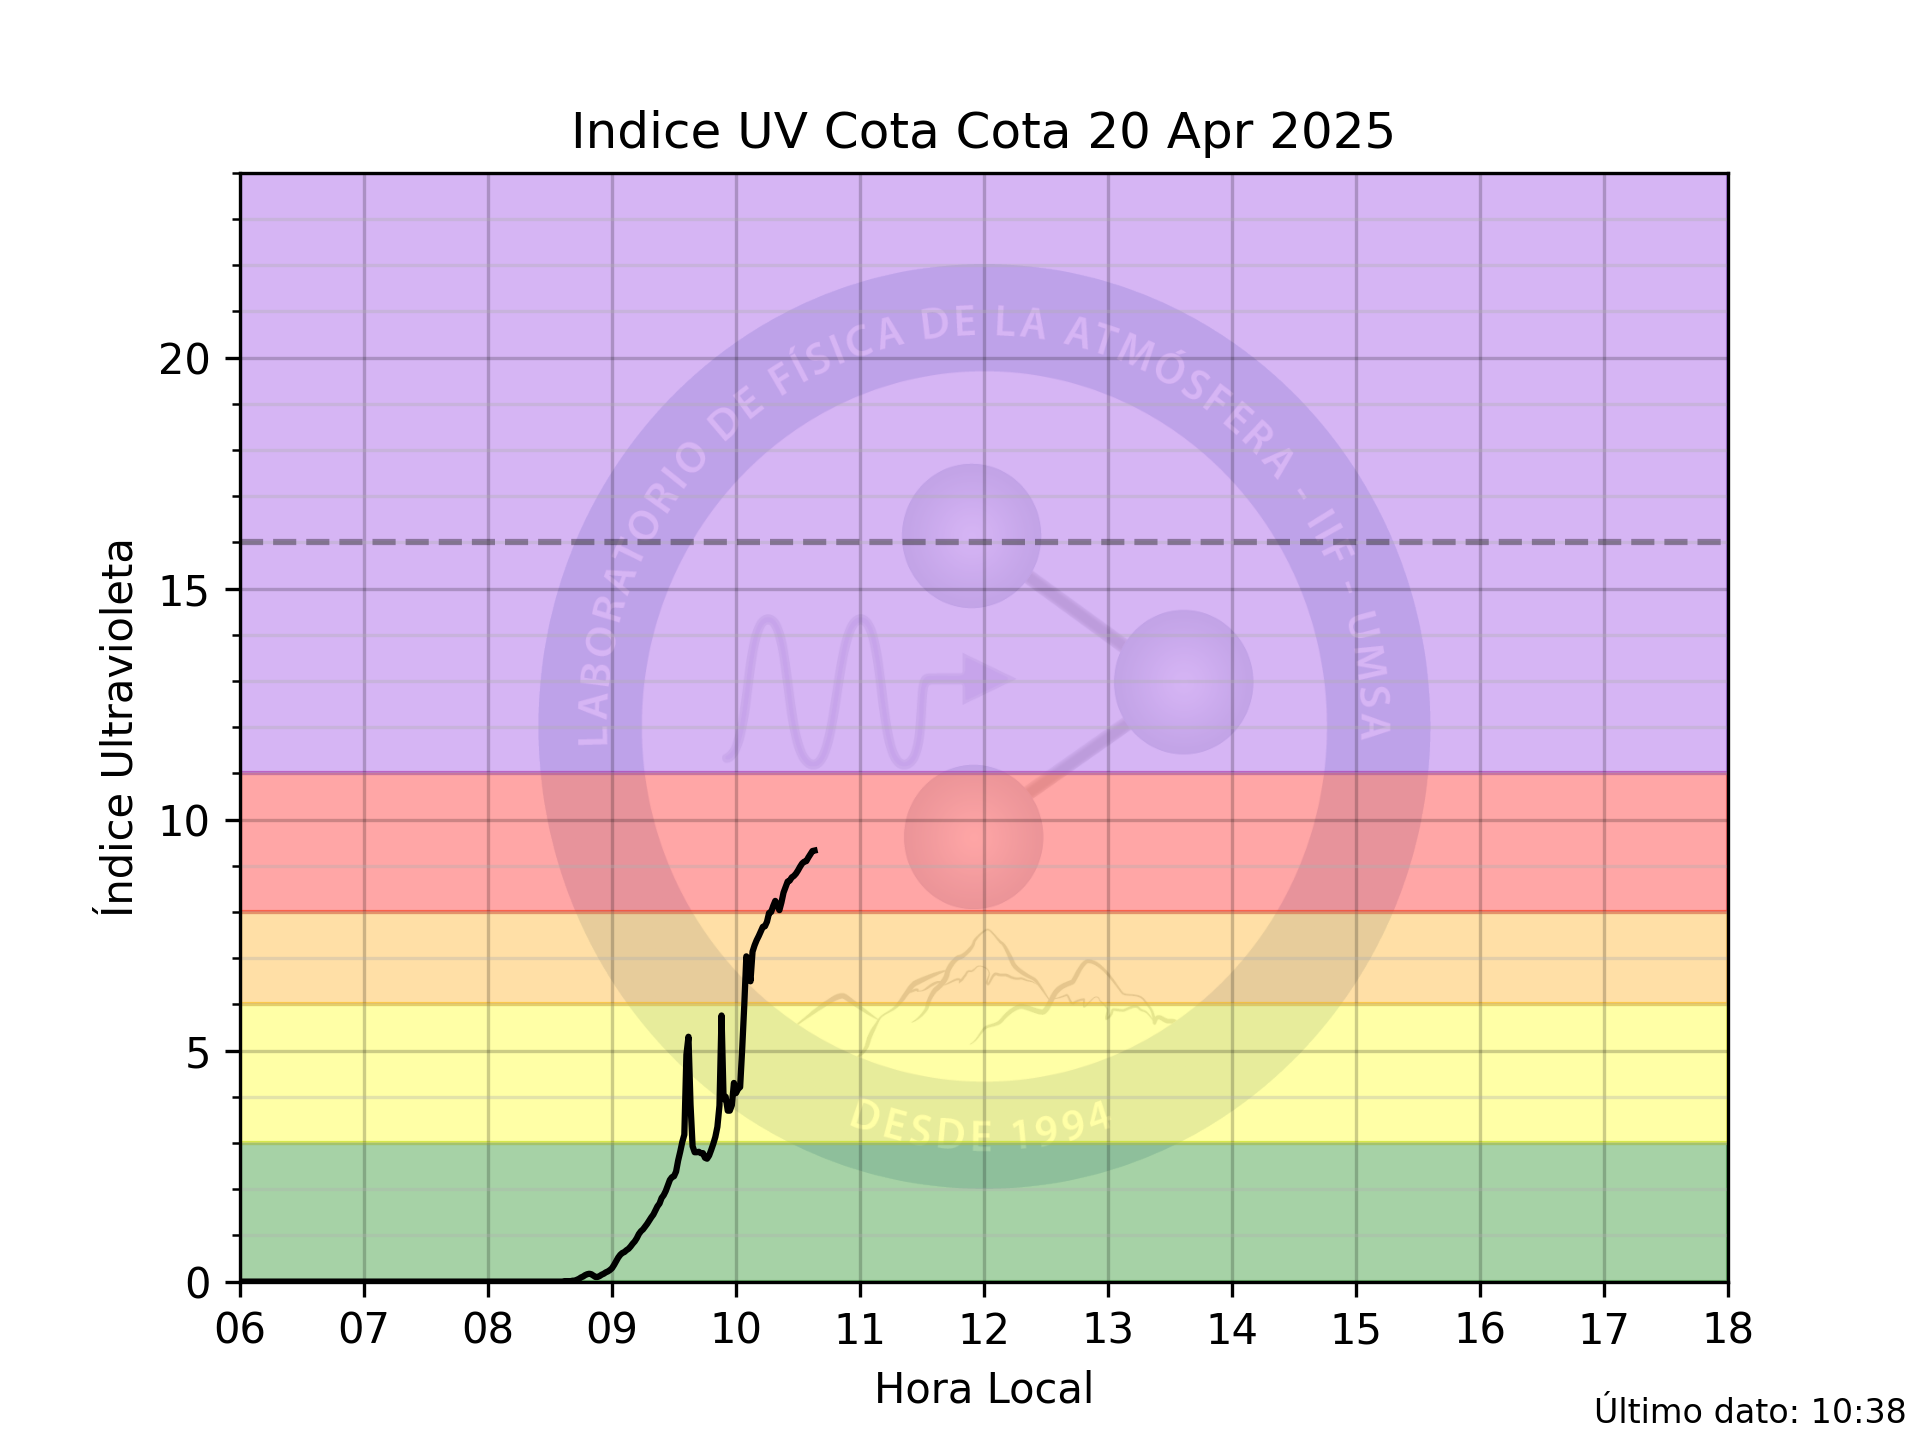 Indice UV Cota Cota 20 Apr 2025
Índice Ultravioleta
20
15
10
5
0
LABORATORIO DE FÍSICA DE LA ATMÓSFERA - IIF - UMSA
DESDE 1994
06 07 08 09 10 11 12 13 14 15 16 17 18
Hora Local
Último dato: 10:38